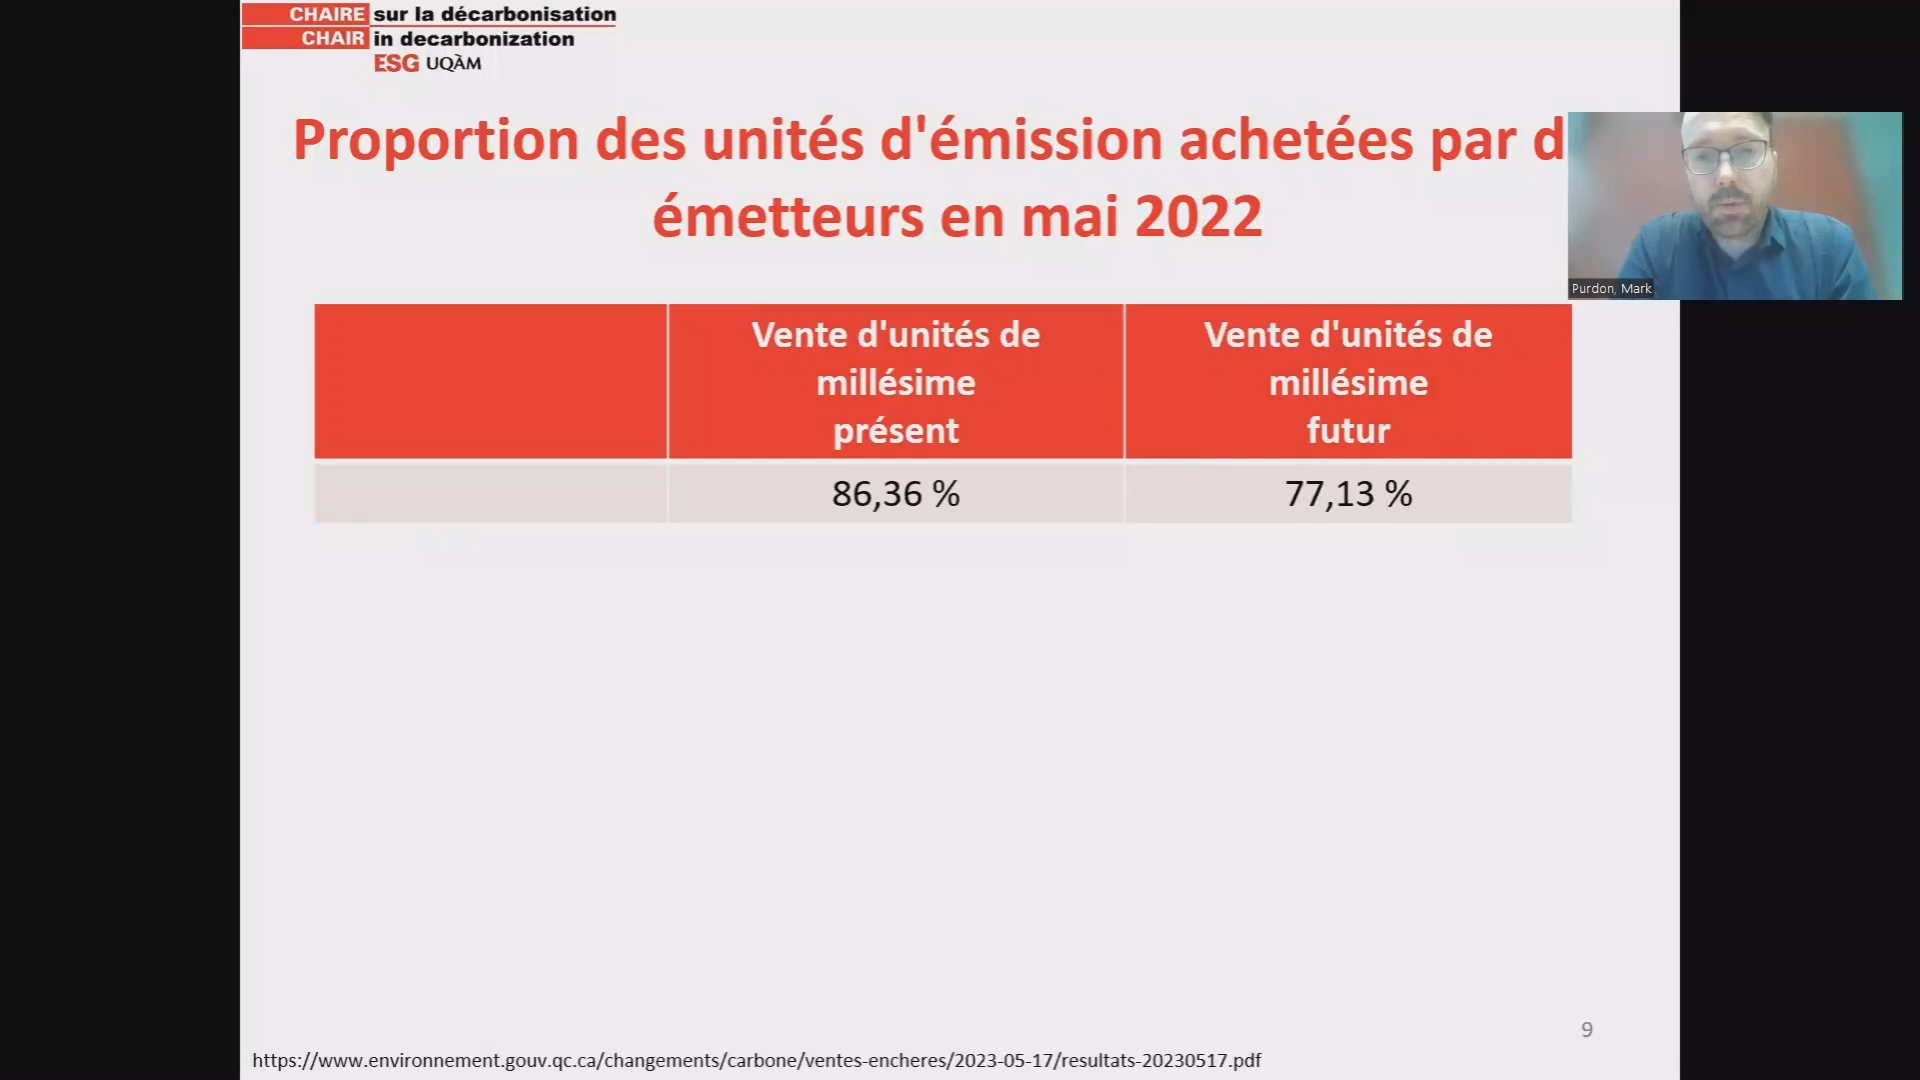 CHAIRE sur la décarbonisation
CHAIR in decarbonization
ESG UQÀM
Proportion des unités d'émission achetées par d
émetteurs en mai 2022
Purdon, Mark
Vente d'unités de
millésime
présent
Vente d'unités de
millésime
futur
86,36 %
77,13 %
9
https://www.environnement.gouv.qc.ca/changements/carbone/ventes-encheres/2023-05-17/resultats-20230517.pdf